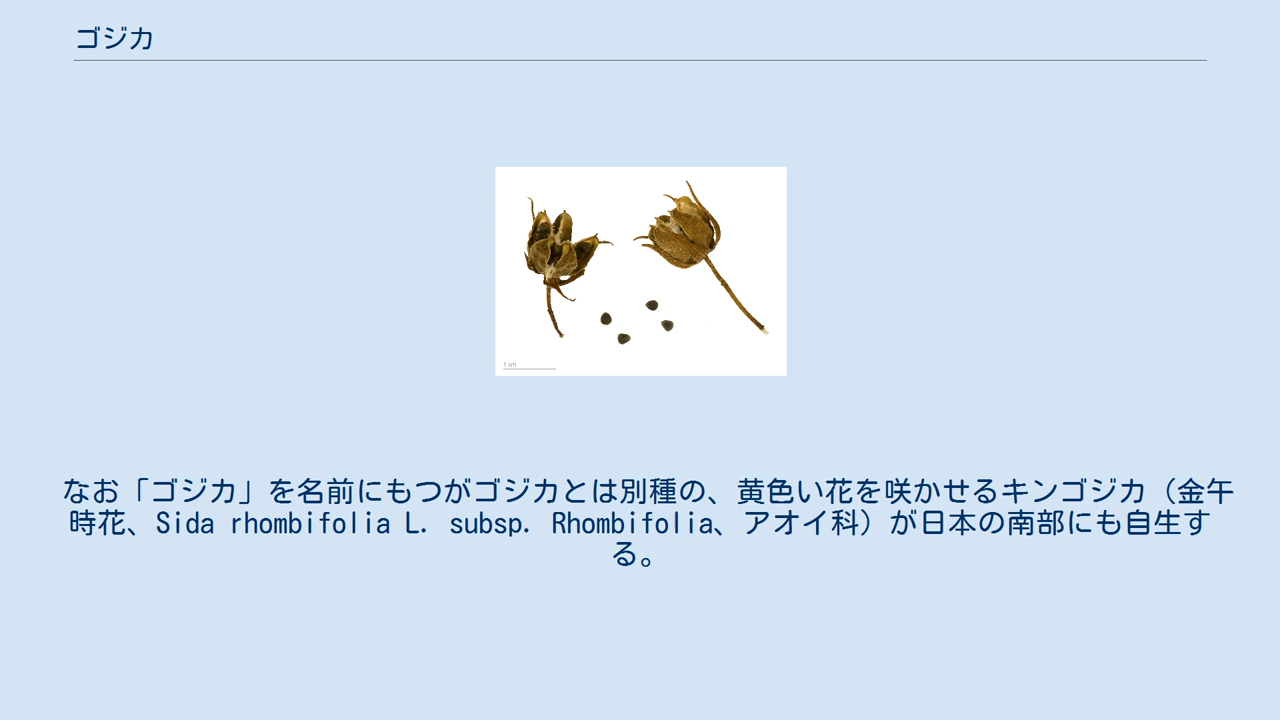 ゴジカ
1 cm
なお「ゴジカ」を名前にもつがゴジカとは別種の、黄色い花を咲かせるキンゴジカ（金午
時花、Sida rhombifolia L. subsp. Rhombifolia、アオイ科）が日本の南部にも自生す
る。